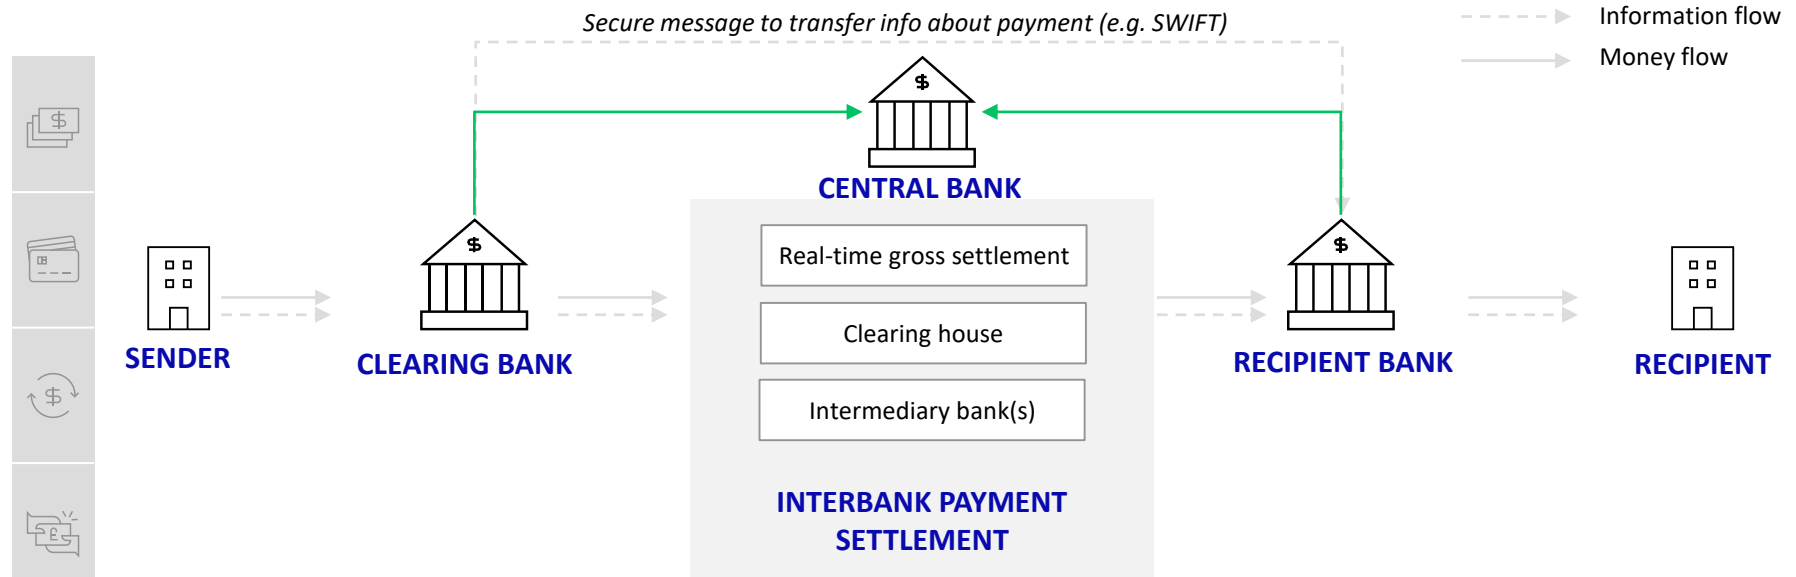 Secure message to transfer info about payment (e.g. SWIFT)
Information flow
Money flow
$
$
CENTRAL BANK
$
$
Real-time gross settlement
Clearing house
Intermediary bank(s)
SENDER
CLEARING BANK
RECIPIENT BANK
RECIPIENT
$
INTERBANK PAYMENT
SETTLEMENT
£